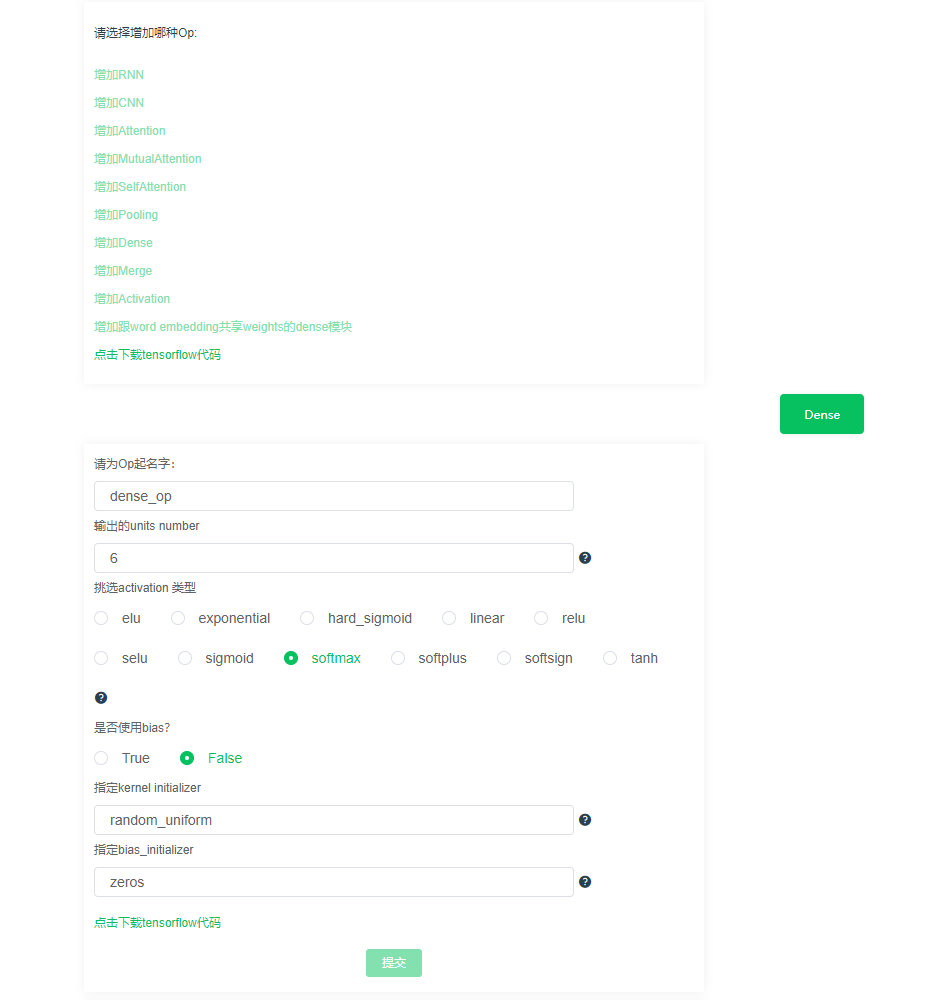 请选择增加哪种Op:
增加RNN
增加CNN
增加Attention
增加MutualAttention
增加SelfAttention
增加Pooling
增加Dense
增加Merge
增加Activation
增加跟word embedding共享weights的dense模块
点击下载tensorflow代码
Dense
请为Op起名字:
dense_op
输出的units number
6
挑选activation 类型
elu exponential hard_sigmoid linear relu
selu sigmoid softmax softplus softsign tanh
是否使用bias?
True False
指定kernel initializer
random_uniform
指定bias_initializer
zeros
点击下载tensorflow代码
提交